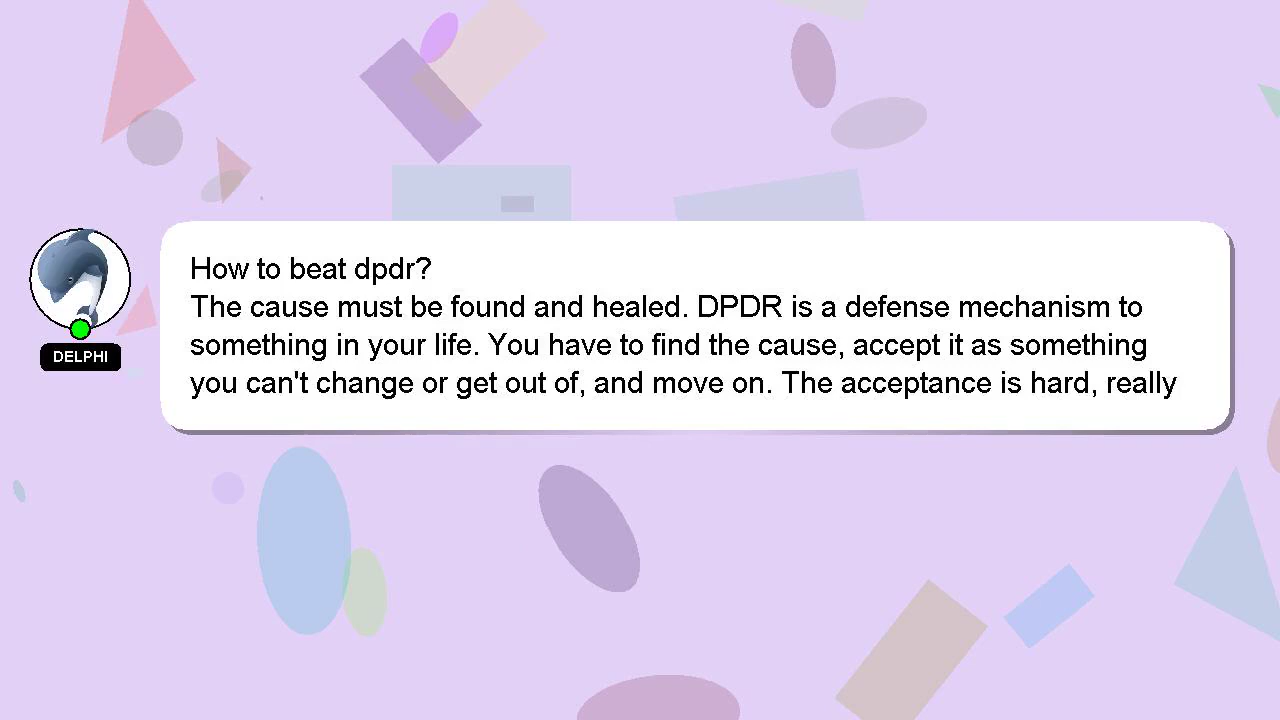 How to beat dpdr?
The cause must be found and healed. DPDR is a defense mechanism to
something in your life. You have to find the cause, accept it as something
you can't change or get out of, and move on. The acceptance is hard, really
DELPHI